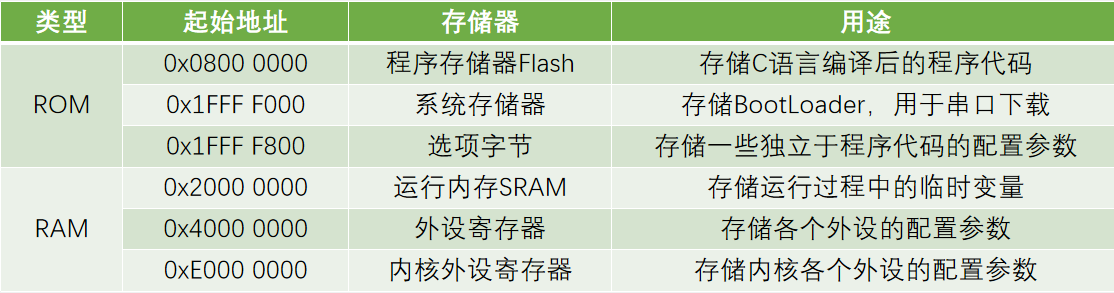 类型 起始地址 存储器 用途
ROM 0x0800 0000 程序存储器Flash 存储C语言编译后的程序代码
0x1FFF F000 系统存储器 存储BootLoader，用于串口下载
0x1FFF F800 选项字节 存储一些独立于程序代码的配置参数
RAM 0x2000 0000 运行内存SRAM 存储运行过程中的临时变量
0x4000 0000 外设寄存器 存储各个外设的配置参数
0xE000 0000 内核外设寄存器 存储内核各个外设的配置参数